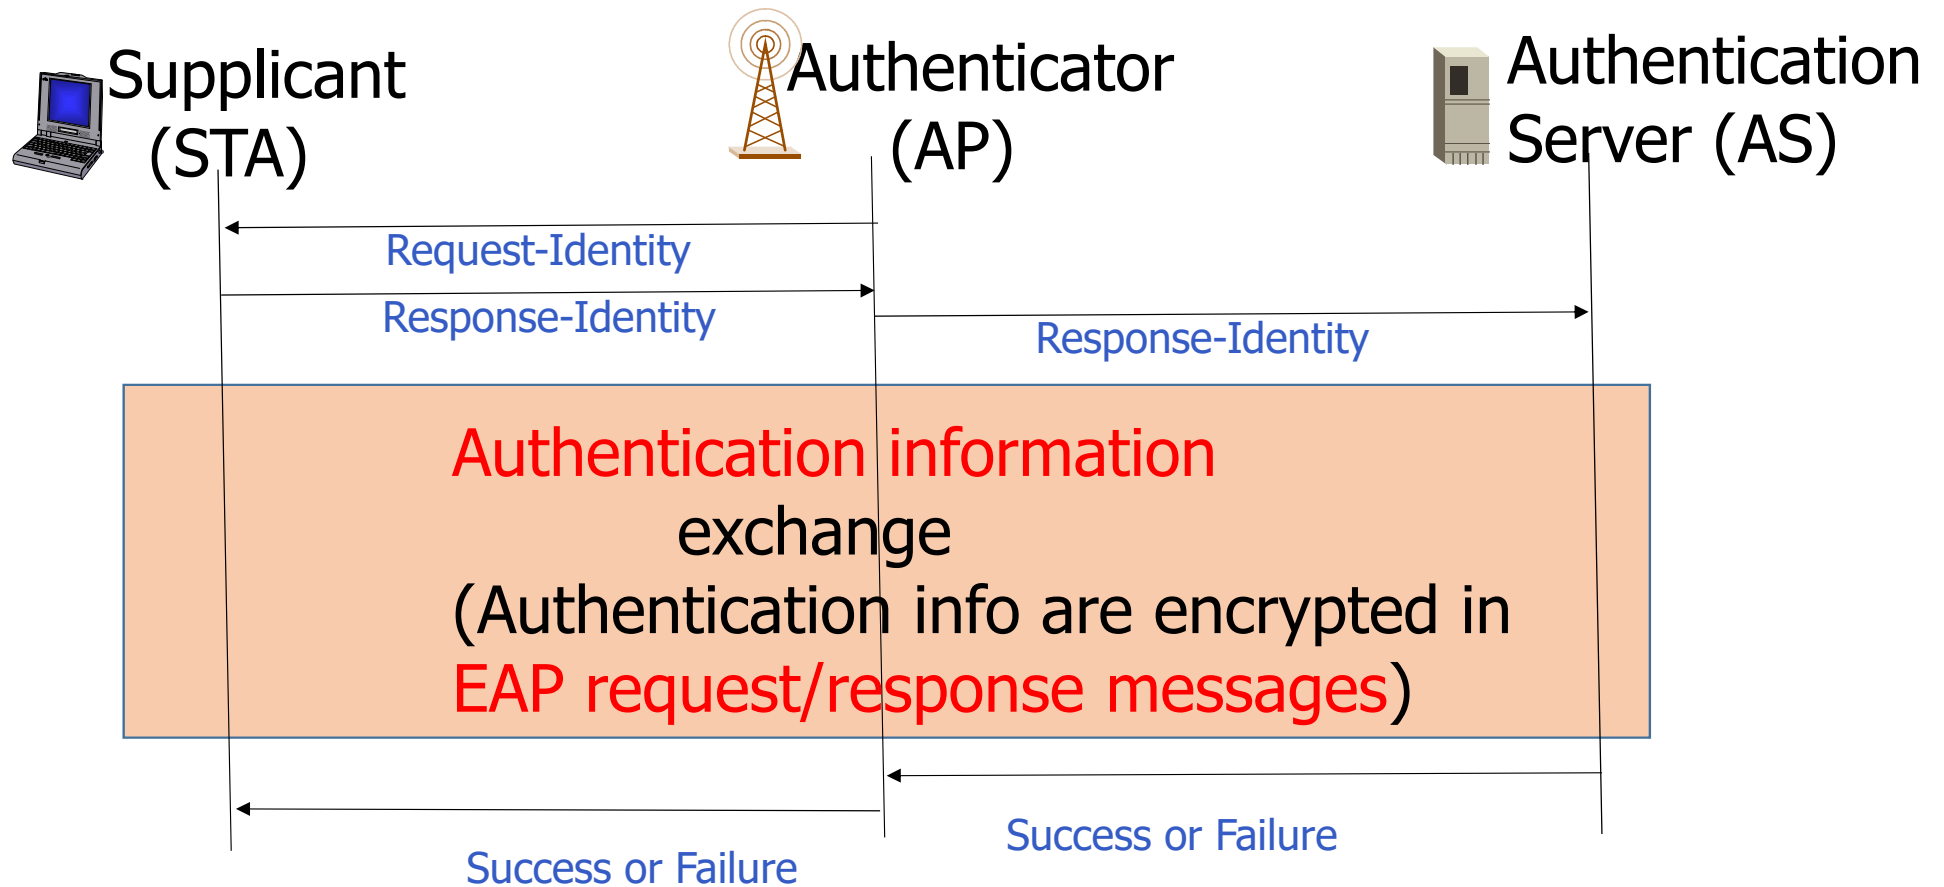 Supplicant
(STA)
Authenticator
(AP)
Authentication
Server (AS)
Request-Identity
Response-Identity
Response-Identity
Authentication information
exchange
(Authentication info are encrypted in
EAP request/response messages)
Success or Failure
Success or Failure